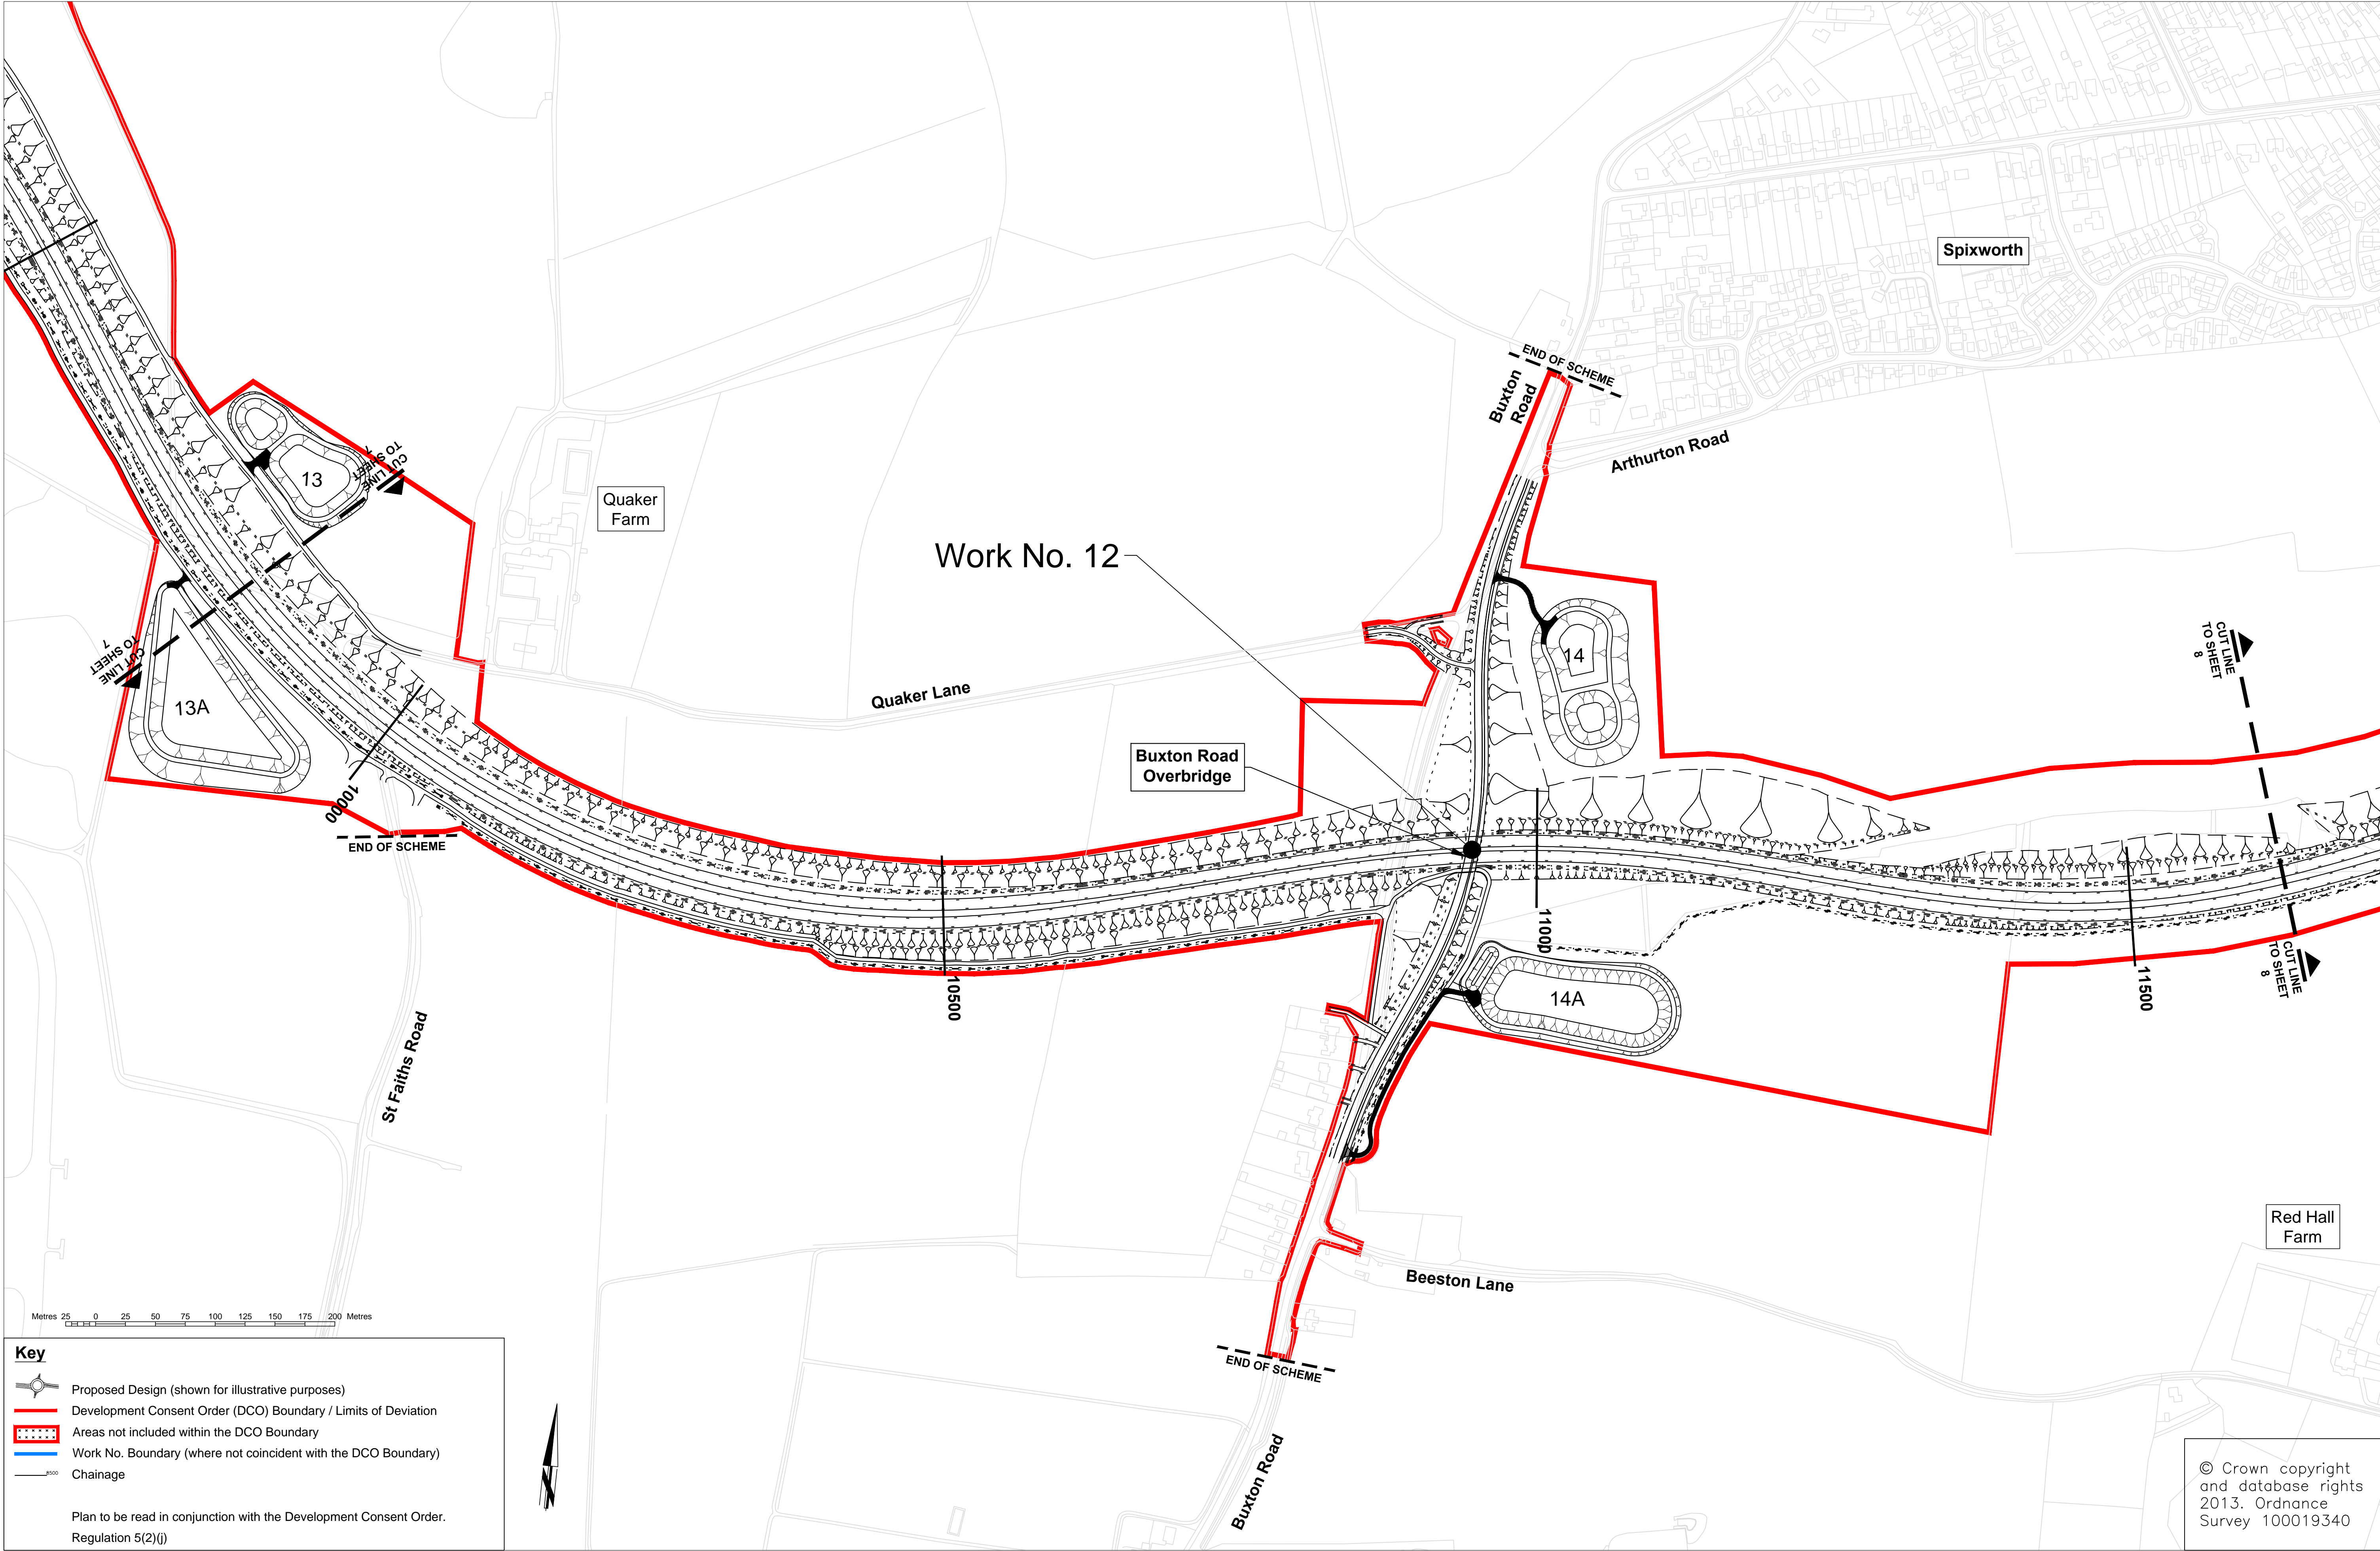 Spixworth
END OF SCHEME
Buxton
Road
Arthurton Road
13
CUT LINE
TO SHEET
7
Quaker
Farm
Work No. 12
CUT LINE
TO SHEET
7
13A
14
CUT LINE
TO SHEET
8
Quaker Lane
Buxton Road
Overbridge
10000
END OF SCHEME
11000
10500
14A
CUT LINE
TO SHEET
8
11500
St Faiths Road
Red Hall
Farm
Beeston Lane
END OF SCHEME
Buxton Road
Metres 25 0 25 50 75 100 125 150 175 200 Metres
Key
Proposed Design (shown for illustrative purposes)
Development Consent Order (DCO) Boundary / Limits of Deviation
Areas not included within the DCO Boundary
Work No. Boundary (where not coincident with the DCO Boundary)
Chainage
Plan to be read in conjunction with the Development Consent Order.
Regulation 5(2)(j)
© Crown copyright
and database rights
2013. Ordnance
Survey 100019340